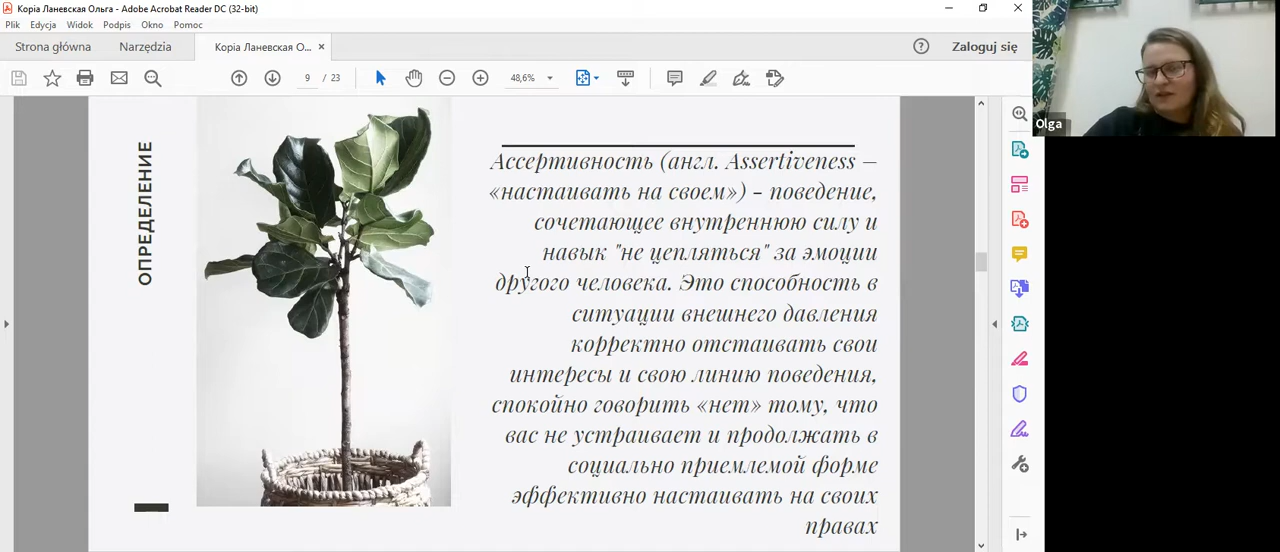 Копія Ланевская Ольга - Adobe Acrobat Reader DC (32-bit)
Plik Edycja Widok Podpis Okno Pomoc
Strona główna Narzędzia Копія Ланевская О... × Zaloguj się
9 / 23 48,6%
Olga
ОПРЕДЕЛЕНИЕ
Ассертивность (англ. Assertiveness —
«настаивать на своем») - поведение,
сочетающее внутреннюю силу и
навык "не цепляться" за эмоции
другого человека. Это способность в
ситуации внешнего давления
корректно отстаивать свои
интересы и свою линию поведения,
спокойно говорить «нет» тому, что
вас не устраивает и продолжать в
социально приемлемой форме
эффективно настаивать на своих
правах